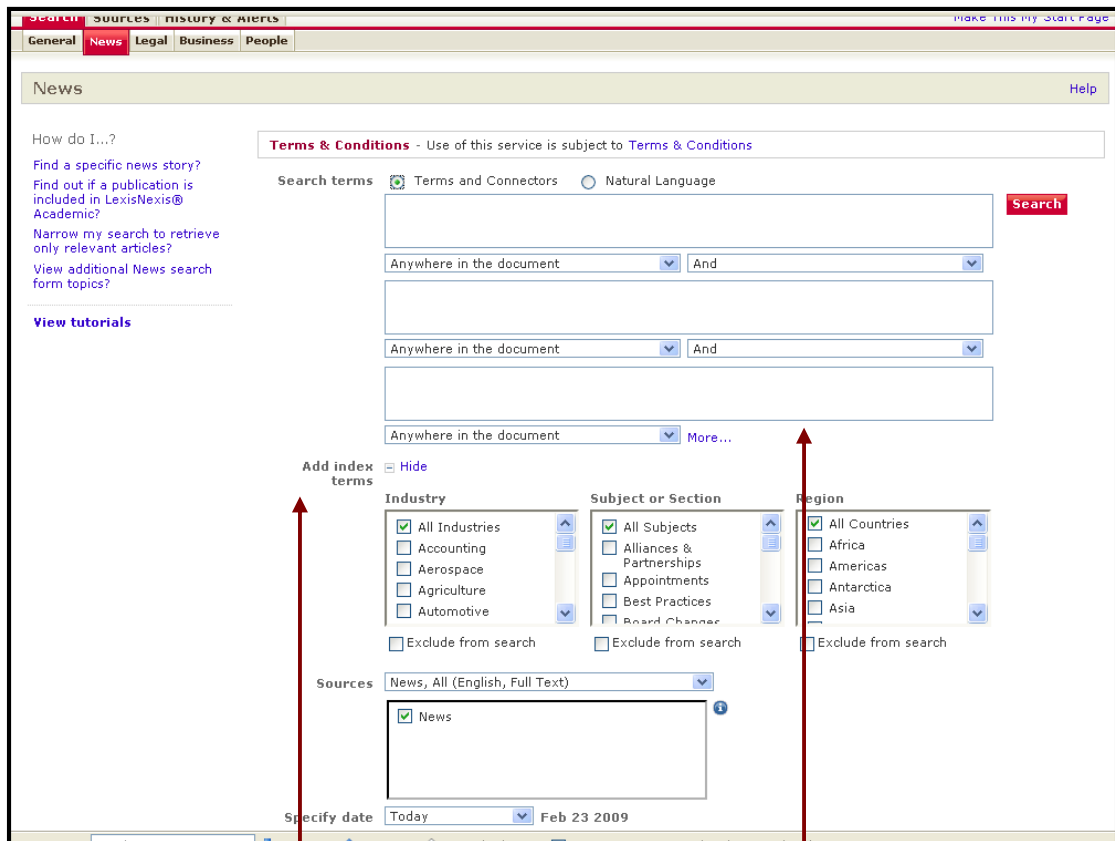 Search Sources History & Alerts Make This My Start Page
General News Legal Business People
News Help
How do I...?
Find a specific news story?
Find out if a publication is
included in LexisNexis®
Academic?
Narrow my search to retrieve
only relevant articles?
View additional News search
form topics?
View tutorials
Terms & Conditions - Use of this service is subject to Terms & Conditions
Search terms Terms and Connectors Natural Language
Search
Anywhere in the document And
Anywhere in the document And
Anywhere in the document More...
Add index Hide
terms
Industry Subject or Section Region
All Industries
Accounting
Aerospace
Agriculture
Automotive
Exclude from search
All Subjects
Alliances &
Partnerships
Appointments
Best Practices
Board Changes
Exclude from search
All Countries
Africa
Americas
Antarctica
Asia
Exclude from search
Sources News, All (English, Full Text)
News
Specify date Today Feb 23 2009